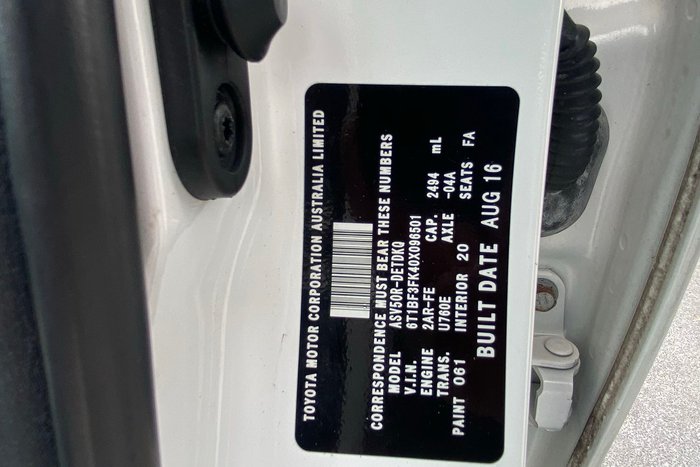 TOYOTA MOTOR CORPORATION AUSTRALIA LIMITED
CORRESPONDENCE MUST BEAR THESE NUMBERS
MODEL ASV50R-DETDKQ
V.I.N. 6T1BF3FK40X096501
ENGINE 2AR-FE CAP. 2494 mL
TRANS. U760E AXLE -04A
PAINT 061 INTERIOR 20 SEATS FA
BUILT DATE AUG 16